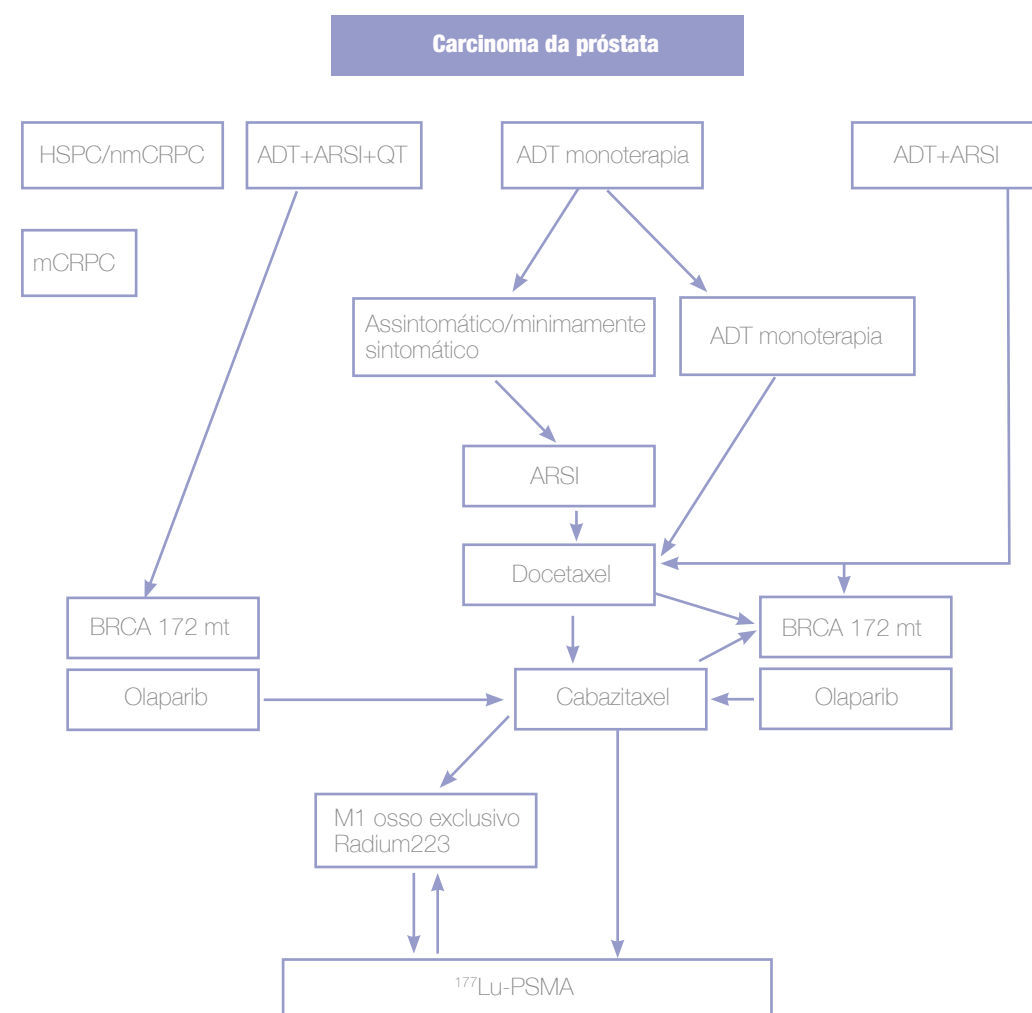 Carcinoma da próstata
HSPC/nmCRPC
ADT+ARSI+QT
ADT monoterapia
ADT+ARSI
mCRPC
Assintomático/minimamente
sintomático
ADT monoterapia
ARSI
Docetaxel
BRCA 172 mt
BRCA 172 mt
Olaparib
Cabazitaxel
Olaparib
M1 osso exclusivo
Radium223
¹⁷⁷Lu-PSMA